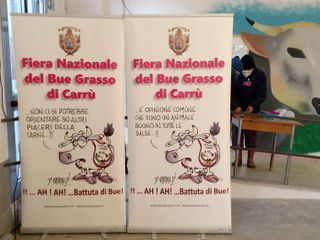 Fiera Nazionale
del Bue Grasso
di Carrù
NON CI SI POTREBBE
ORIENTARE SU ALTRI
PIACERI DELLA
CARNE...?!
!! ... AH! AH! ...Battuta di Bue!
Fiera Nazionale
del Bue Grasso
di Carrù
...È OPINIONE COMUNE
CHE SONO UN ANIMALE
BUONO IN TUTTE LE
SALSE...!!
!! ... AH! AH! ...Battuta di Bue!